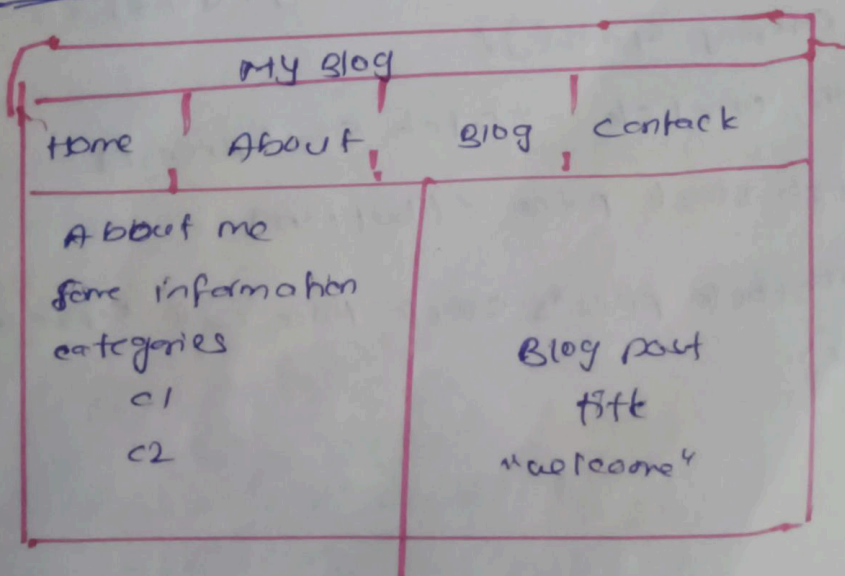 My Blog
Home About Blog Contack
About me
some information
categories
C1
C2
Blog post
title
"welcome"